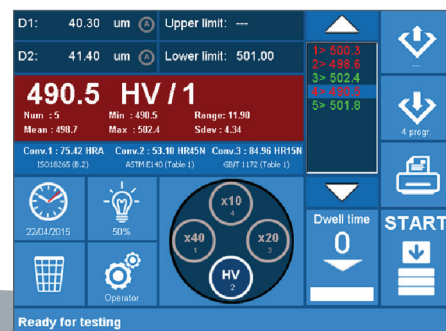 D1: 40.30 um A Upper limit: ---
D2: 41.40 um A Lower limit: 501.00
490.5 HV / 1
Num : 5 Min : 490.5 Range: 11.90
Mean : 498.7 Max : 502.4 Sdev : 4.34
Conv.1 : 75.42 HRA Conv.2 : 53.10 HR45N Conv.3 : 84.96 HR15N
ISO18265 (B.2) ASTM E140 (Table 1) GB/T 1172 (Table 1)
1> 500.3
2> 498.6
3> 502.4
4> 490.5
5> 501.8
---
4 progr.
22/04/2015
50%
Operator
x10
4
x40
1
x20
3
HV
2
Dwell time
0
START
Ready for testing